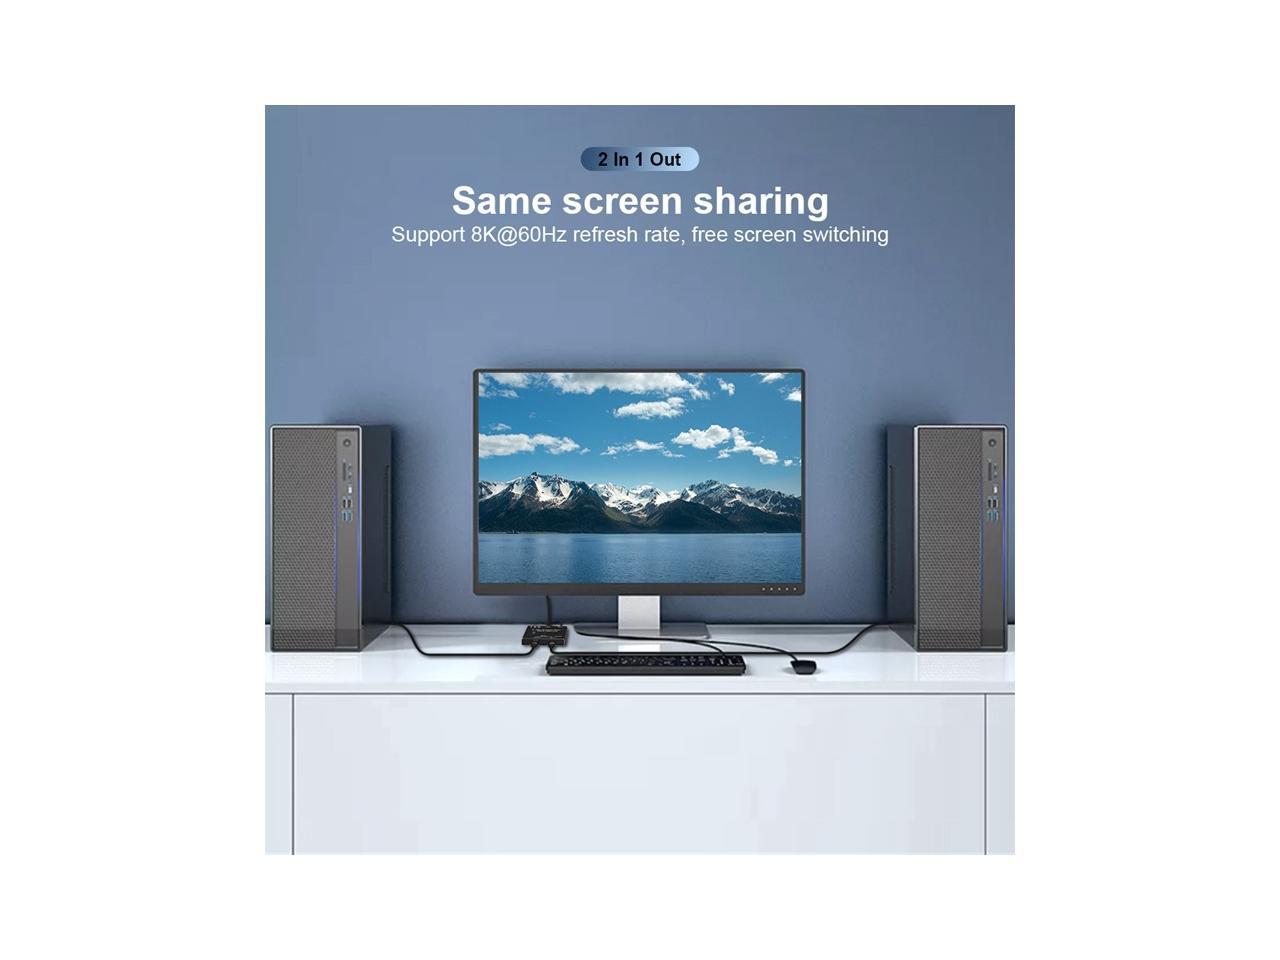 2 In 1 Out
Same screen sharing
Support 8K@60Hz refresh rate, free screen switching